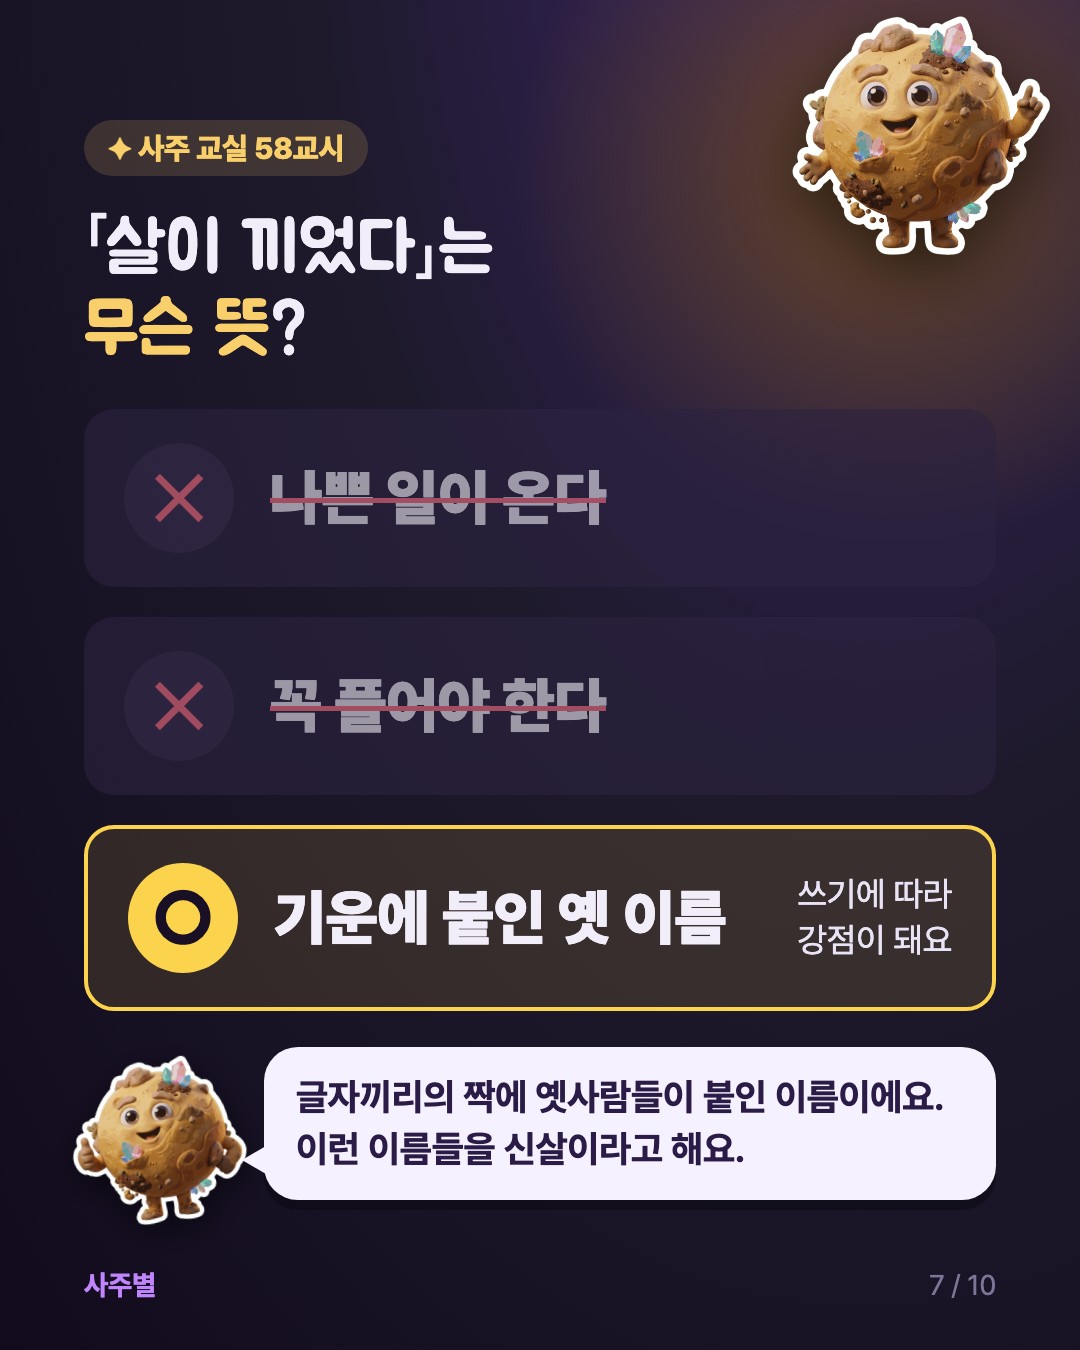 사주 교실 58교시
「살이 끼었다」는
무슨 뜻?
나쁜 일이 온다
꼭 풀어야 한다
기운에 붙인 옛 이름
쓰기에 따라
강점이 돼요
글자끼리의 짝에 옛사람들이 붙인 이름이에요.
이런 이름들을 신살이라고 해요.
사주별
7 / 10